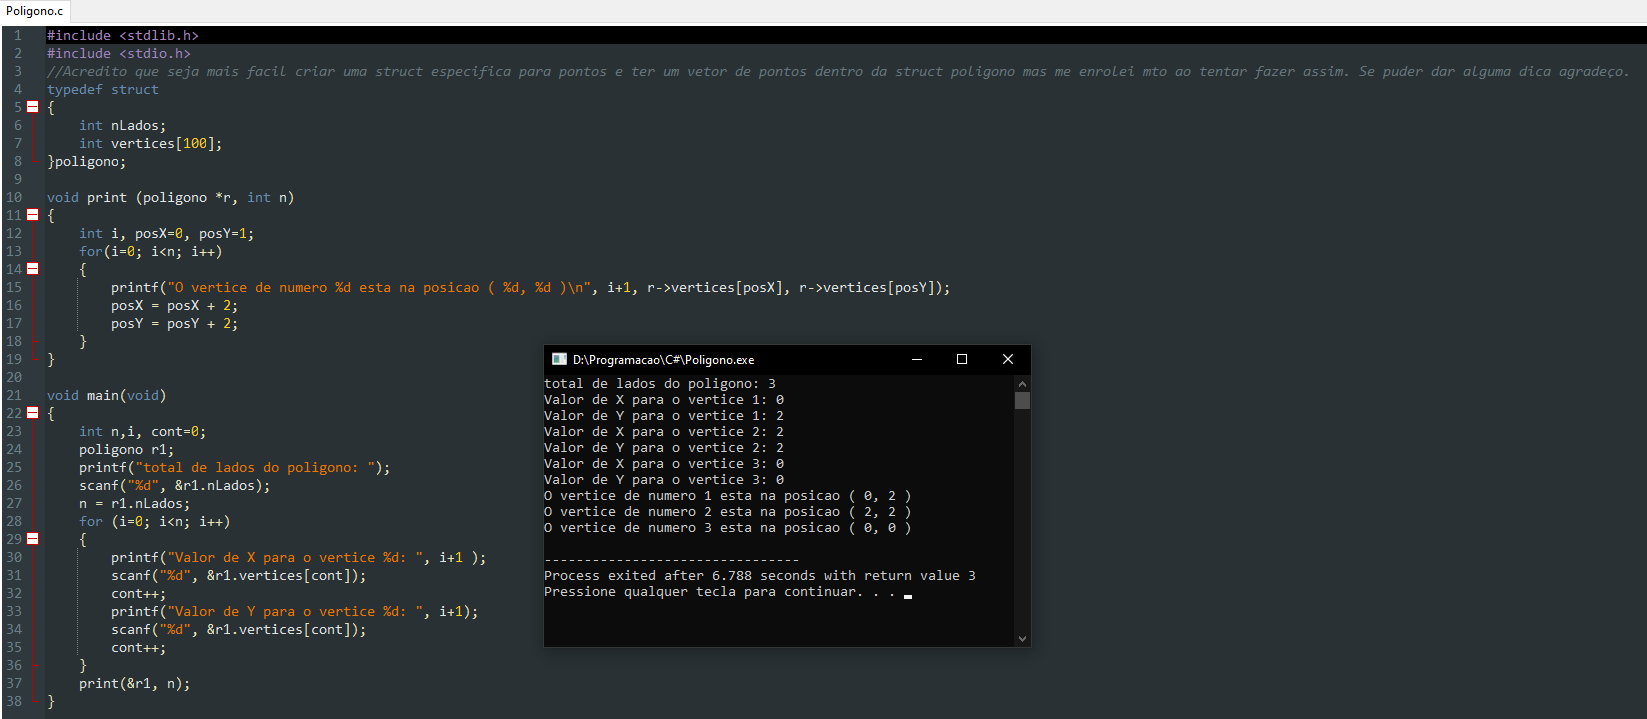 Poligono.c
1 #include <stdlib.h>
2 #include <stdio.h>
3 //Acredito que seja mais facil criar uma struct especifica para pontos e ter um vetor de pontos dentro da struct poligono mas me enrolei mto ao tentar fazer assim. Se puder dar alguma dica agradeço.
4 typedef struct
5 {
6     int nLados;
7     int vertices[100];
8 }poligono;
9
10 void print (poligono *r, int n)
11 {
12     int i, posX=0, posY=1;
13     for(i=0; i<n; i++)
14     {
15         printf("O vertice de numero %d esta na posicao ( %d, %d )\n", i+1, r->vertices[posX], r->vertices[posY]);
16         posX = posX + 2;
17         posY = posY + 2;
18     }
19 }
20
21 void main(void)
22 {
23     int n,i, cont=0;
24     poligono r1;
25     printf("total de lados do poligono: ");
26     scanf("%d", &r1.nLados);
27     n = r1.nLados;
28     for (i=0; i<n; i++)
29     {
30         printf("Valor de X para o vertice %d: ", i+1 );
31         scanf("%d", &r1.vertices[cont]);
32         cont++;
33         printf("Valor de Y para o vertice %d: ", i+1);
34         scanf("%d", &r1.vertices[cont]);
35         cont++;
36     }
37     print(&r1, n);
38 }
D:\Programacao\C#\Poligono.exe
total de lados do poligono: 3
Valor de X para o vertice 1: 0
Valor de Y para o vertice 1: 2
Valor de X para o vertice 2: 2
Valor de Y para o vertice 2: 2
Valor de X para o vertice 3: 0
Valor de Y para o vertice 3: 0
O vertice de numero 1 esta na posicao ( 0, 2 )
O vertice de numero 2 esta na posicao ( 2, 2 )
O vertice de numero 3 esta na posicao ( 0, 0 )
--------------------------------
Process exited after 6.788 seconds with return value 3
Pressione qualquer tecla para continuar. . .